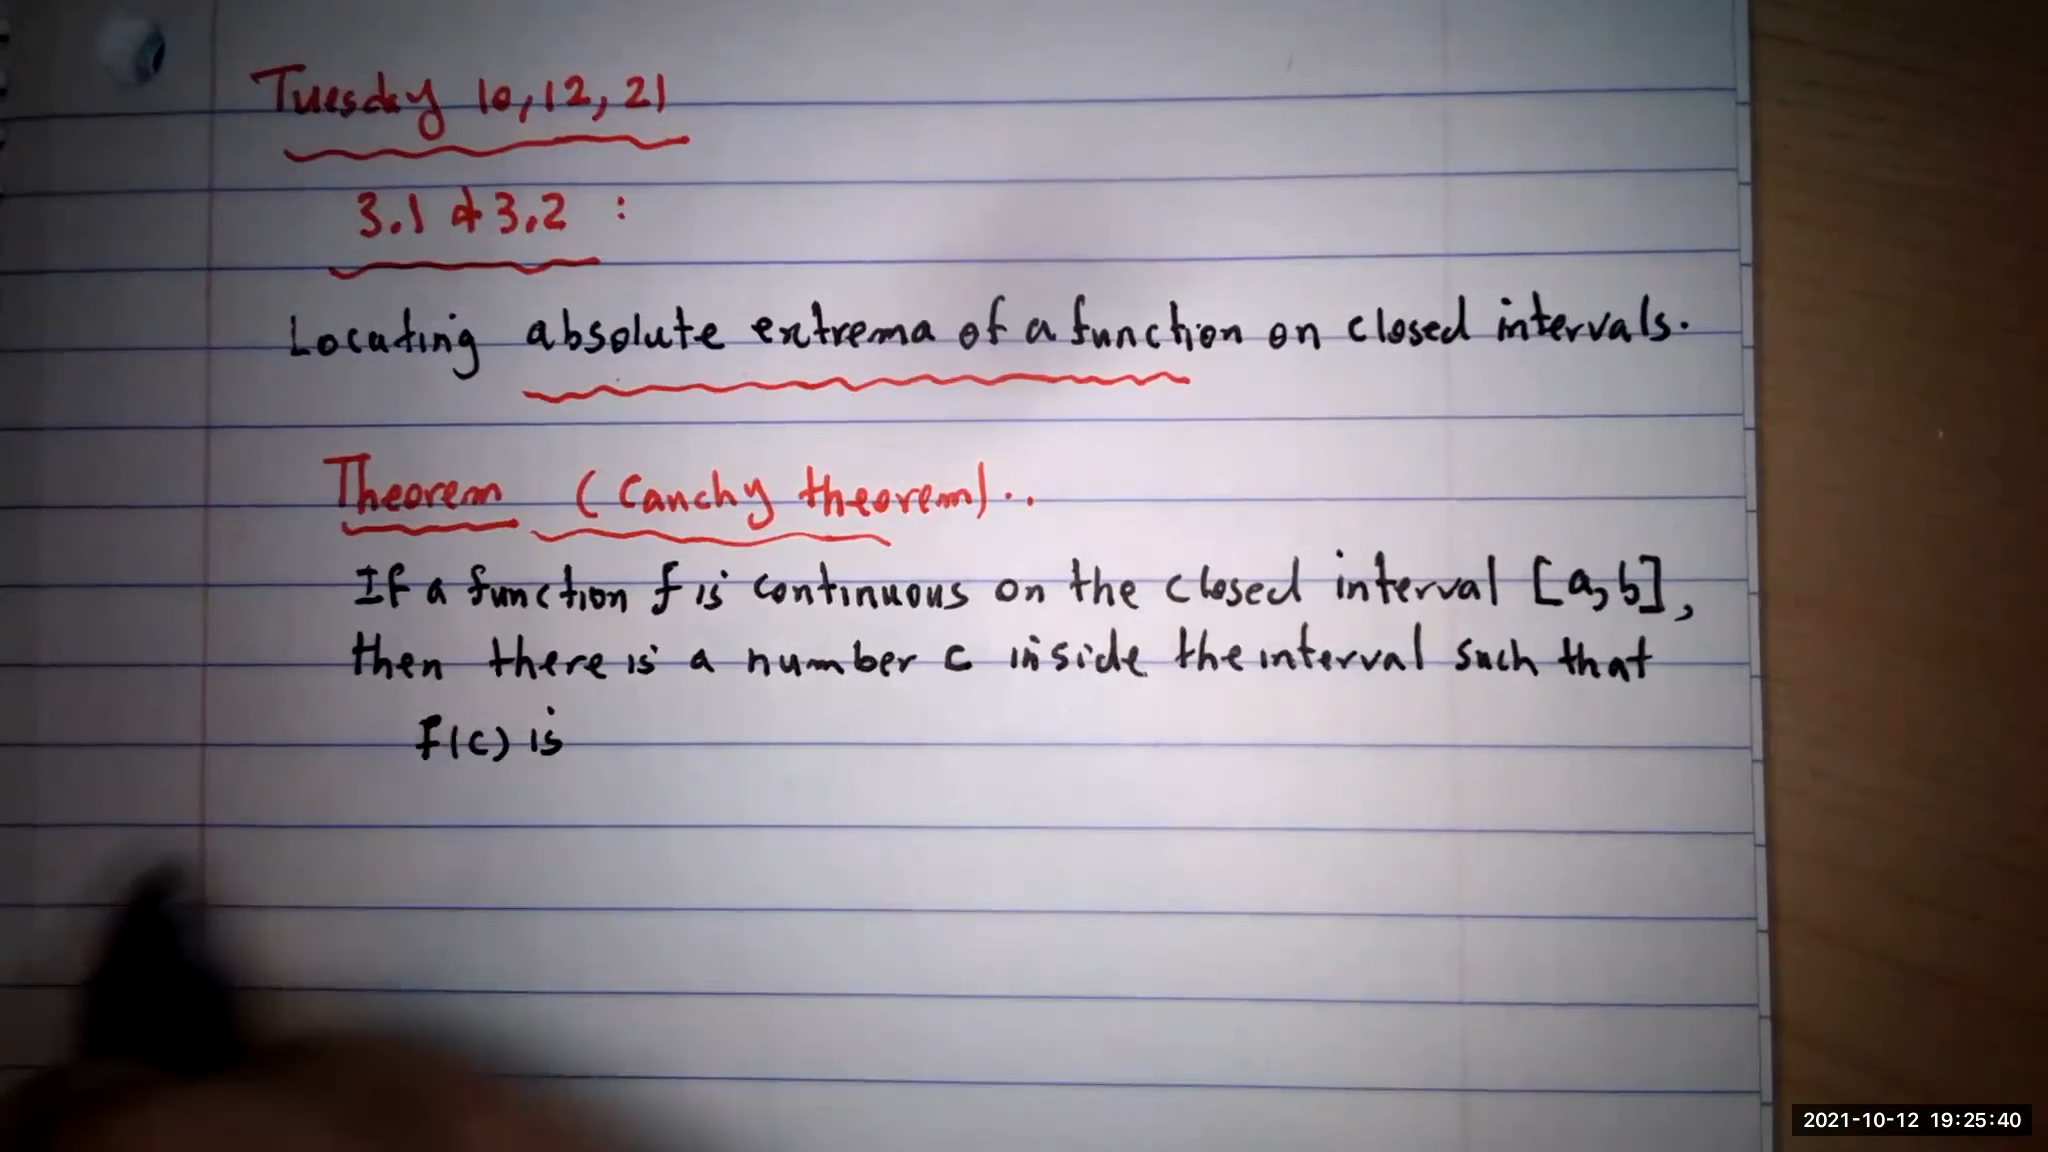 Tuesday 10,12,21
3.1 & 3.2 :
Locating absolute extrema of a function on closed intervals.
Theorem (Cauchy theorem)..
If a function f is continuous on the closed interval [a,b],
then there is a number c inside the interval such that
f(c) is
2021-10-12 19:25:40